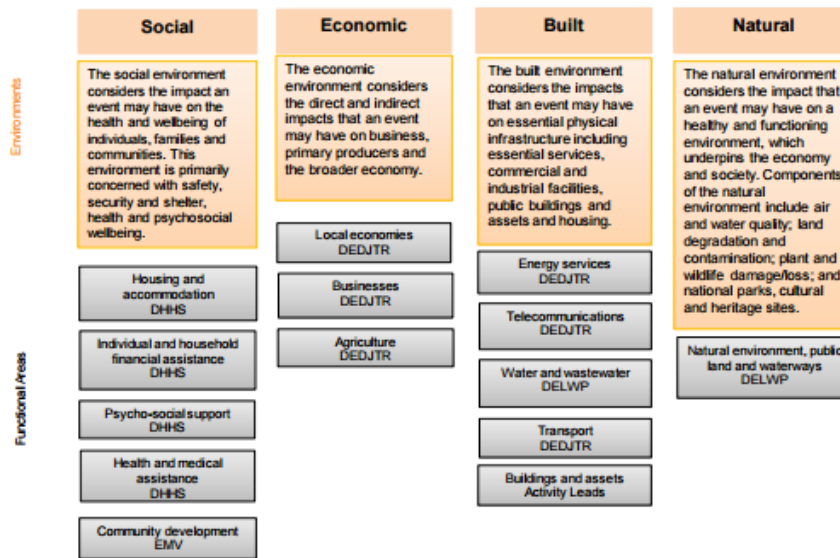 Environments
Social
The social environment
considers the impact an
event may have on the
health and wellbeing of
individuals, families and
communities. This
environment is primarily
concerned with safety,
security and shelter,
health and psychosocial
wellbeing.
Economic
The economic
environment considers
the direct and indirect
impacts that an event
may have on business,
primary producers and
the broader economy.
Built
The built environment
considers the impacts
that an event may have
on essential physical
infrastructure including
essential services,
commercial and
industrial facilities,
public buildings and
assets and housing.
Natural
The natural environment
considers the impact that
an event may have on a
healthy and functioning
environment, which
underpins the economy
and society. Components
of the natural
environment include air
and water quality; land
degradation and
contamination; plant and
wildlife damage/loss; and
national parks, cultural
and heritage sites.
Functional Areas
Housing and
accommodation
DHHS
Individual and household
financial assistance
DHHS
Psycho-social support
DHHS
Health and medical
assistance
DHHS
Community development
EMV
Local economies
DEDJTR
Businesses
DEDJTR
Agriculture
DEDJTR
Energy services
DEDJTR
Telecommunications
DEDJTR
Water and wastewater
DELWP
Transport
DEDJTR
Buildings and assets
Activity Leads
Natural environment, public
land and waterways
DELWP